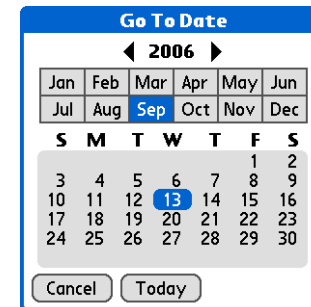 Go To Date
2006
Jan Feb Mar Apr May Jun
Jul Aug Sep Oct Nov Dec
S M T W T F S
1 2
3 4 5 6 7 8 9
10 11 12 13 14 15 16
17 18 19 20 21 22 23
24 25 26 27 28 29 30
Cancel Today